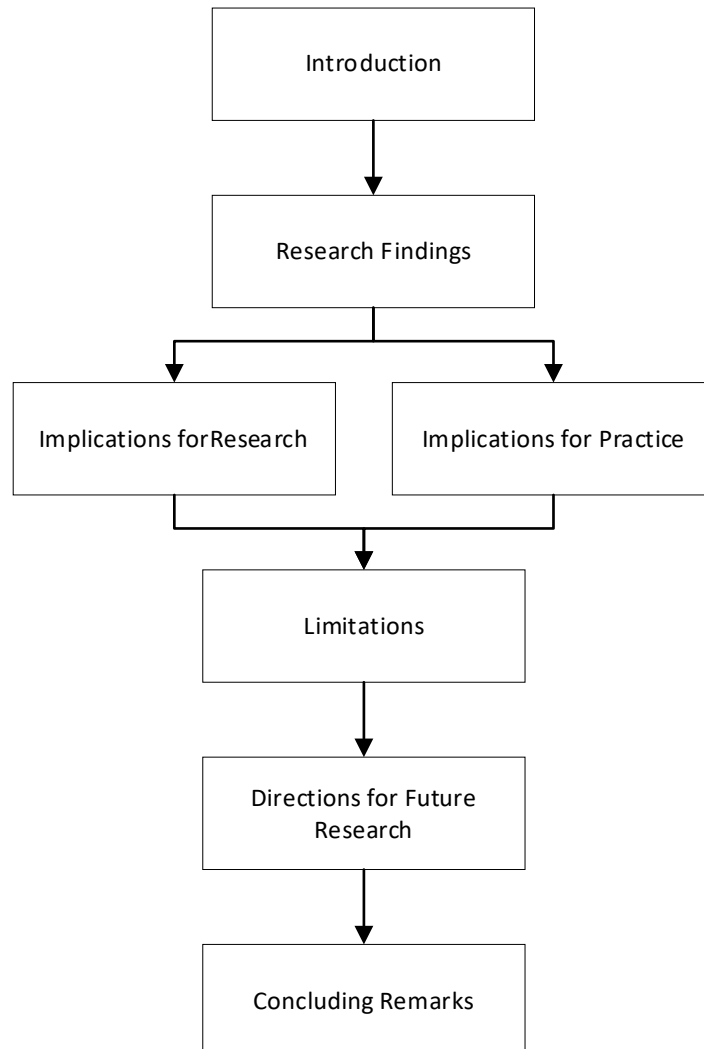 Introduction
Research Findings
Implications forResearch
Implications for Practice
Limitations
Directions for Future
Research
Concluding Remarks